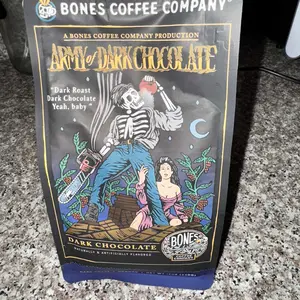 BONES COFFEE COMPANY
A BONES COFFEE COMPANY PRODUCTION
ARMY of DARK CHOCOLATE
"Dark Roast
Dark Chocolate
Yeah, baby"
DARK CHOCOLATE
NATURALLY & ARTIFICIALLY FLAVORED
BONES